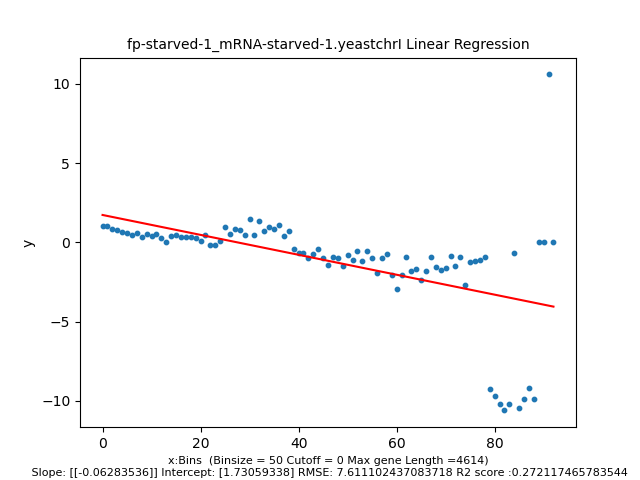 fp-starved-1_mRNA-starved-1.yeastchrI Linear Regression
10
5
0
−5
−10
y
0 20 40 60 80
x:Bins (Binsize = 50 Cutoff = 0 Max gene Length =4614)
Slope: [[-0.06283536]] Intercept: [1.73059338] RMSE: 7.611102437083718 R2 score :0.272117465783544